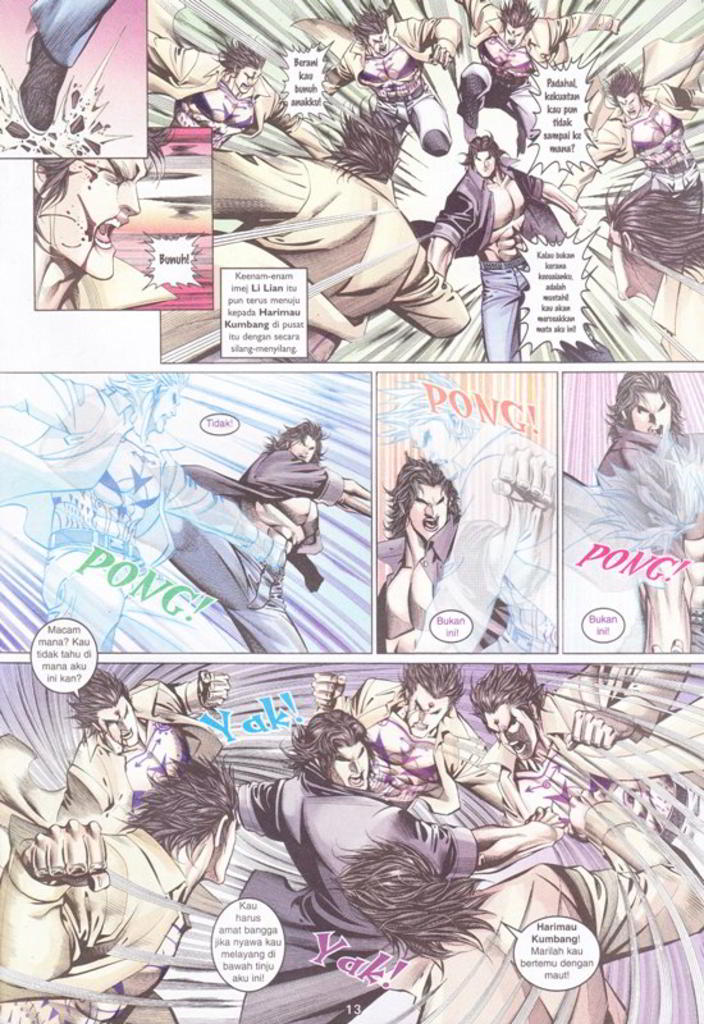 Berani
kau
bunuh
anakku!
Padahal,
kekuatan
kau pun
tidak
sampai ke
mana?
Bunuh!
Keenam-enam
imej Li Lian itu
pun terus menuju
kepada Harimau
Kumbang di pusat
itu dengan secara
silang-menyilang.
Kalau bukan
kerana
keenaianku,
adalah
mustahil
kau akan
merosakkan
mata aku ini!
Tidak!
PONG!
PONG!
Bukan
ini!
PONG!
Bukan
ini!
Macam
mana? Kau
tidak tahu di
mana aku
ini kan?
Yak!
Kau
harus
amat bangga
jika nyawa kau
melayang di
bawah tinju
aku ini!
Yak!
Harimau
Kumbang!
Marilah kau
bertemu dengan
maut!
13